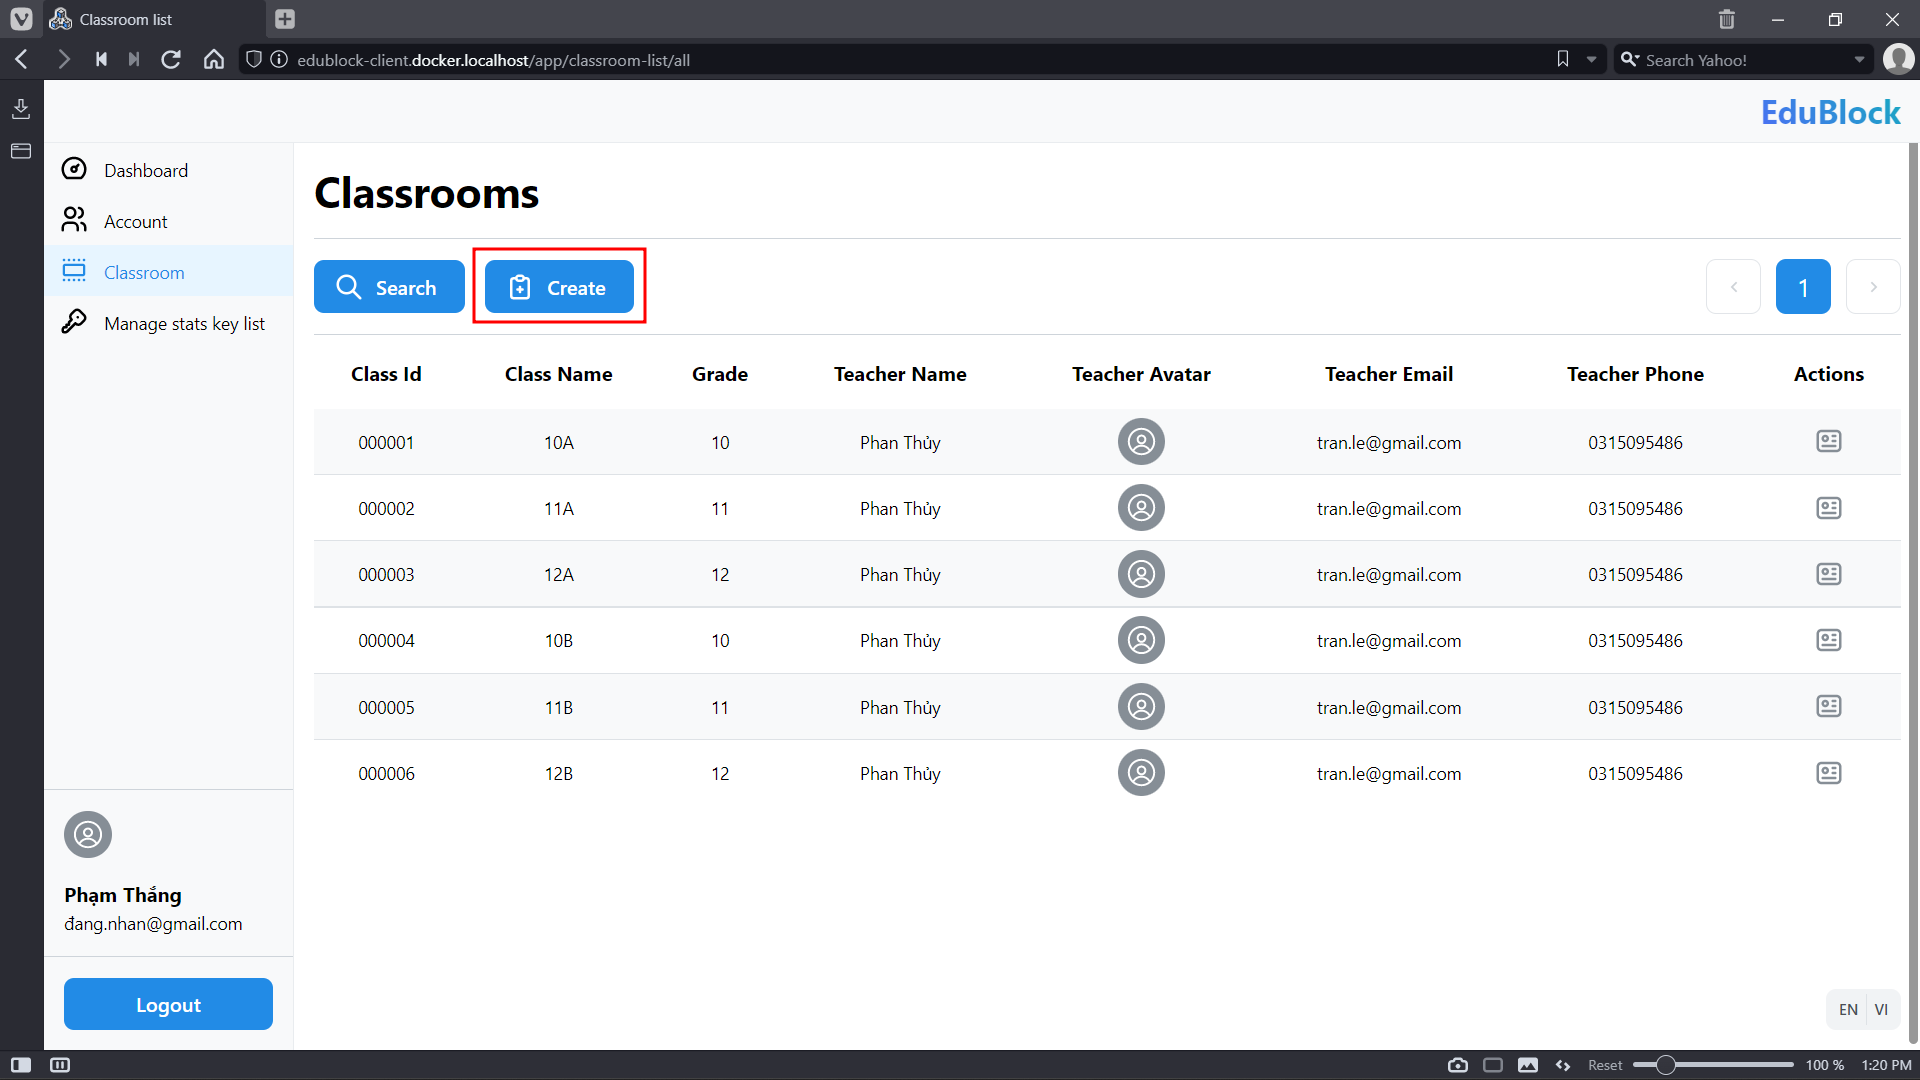 Classroom list
edublock-client.docker.localhost/app/classroom-list/all
Search Yahoo!
EduBlock
Dashboard
Account
Classroom
Manage stats key list
Classrooms
Search
Create
1
Class Id Class Name Grade Teacher Name Teacher Avatar Teacher Email Teacher Phone Actions
000001 10A 10 Phan Thủy tran.le@gmail.com 0315095486
000002 11A 11 Phan Thủy tran.le@gmail.com 0315095486
000003 12A 12 Phan Thủy tran.le@gmail.com 0315095486
000004 10B 10 Phan Thủy tran.le@gmail.com 0315095486
000005 11B 11 Phan Thủy tran.le@gmail.com 0315095486
000006 12B 12 Phan Thủy tran.le@gmail.com 0315095486
Phạm Thắng
đang.nhan@gmail.com
Logout
EN VI
Reset 100 % 1:20 PM